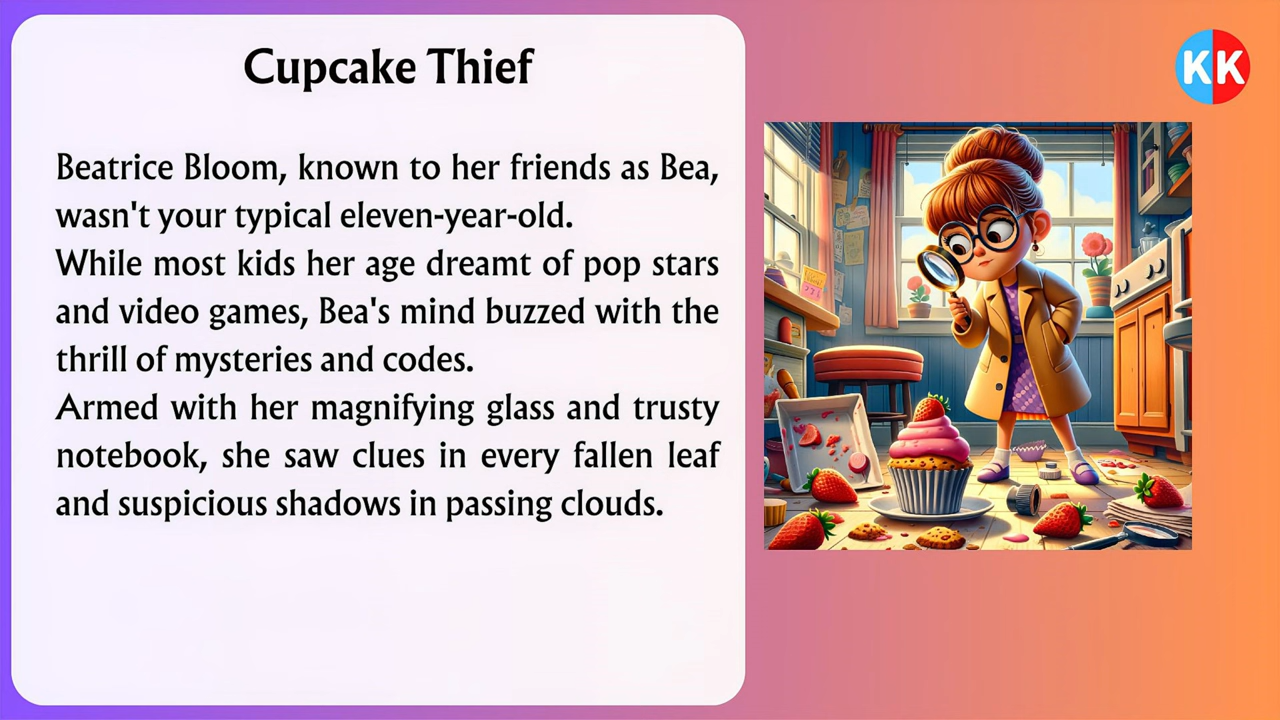 Cupcake Thief
KK
Beatrice Bloom, known to her friends as Bea,
wasn't your typical eleven-year-old.
While most kids her age dreamt of pop stars
and video games, Bea's mind buzzed with the
thrill of mysteries and codes.
Armed with her magnifying glass and trusty
notebook, she saw clues in every fallen leaf
and suspicious shadows in passing clouds.